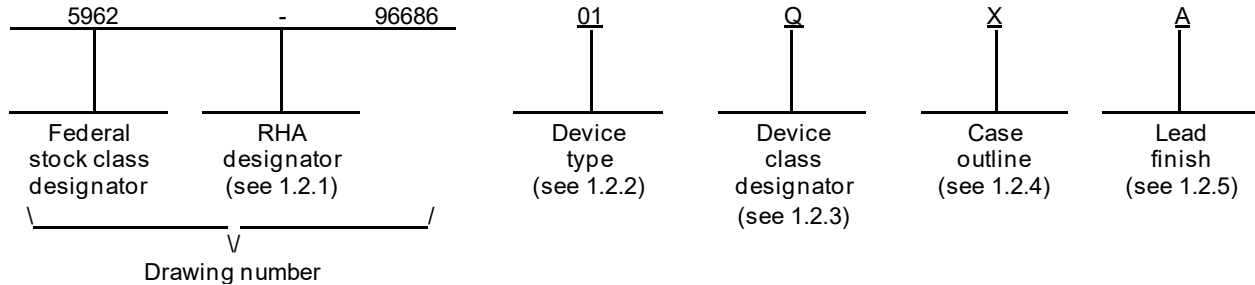 5962 - 96686 01 Q X A
Federal stock class designator
RHA designator (see 1.2.1)
Device type (see 1.2.2)
Device class designator (see 1.2.3)
Case outline (see 1.2.4)
Lead finish (see 1.2.5)
\ /
\/
Drawing number